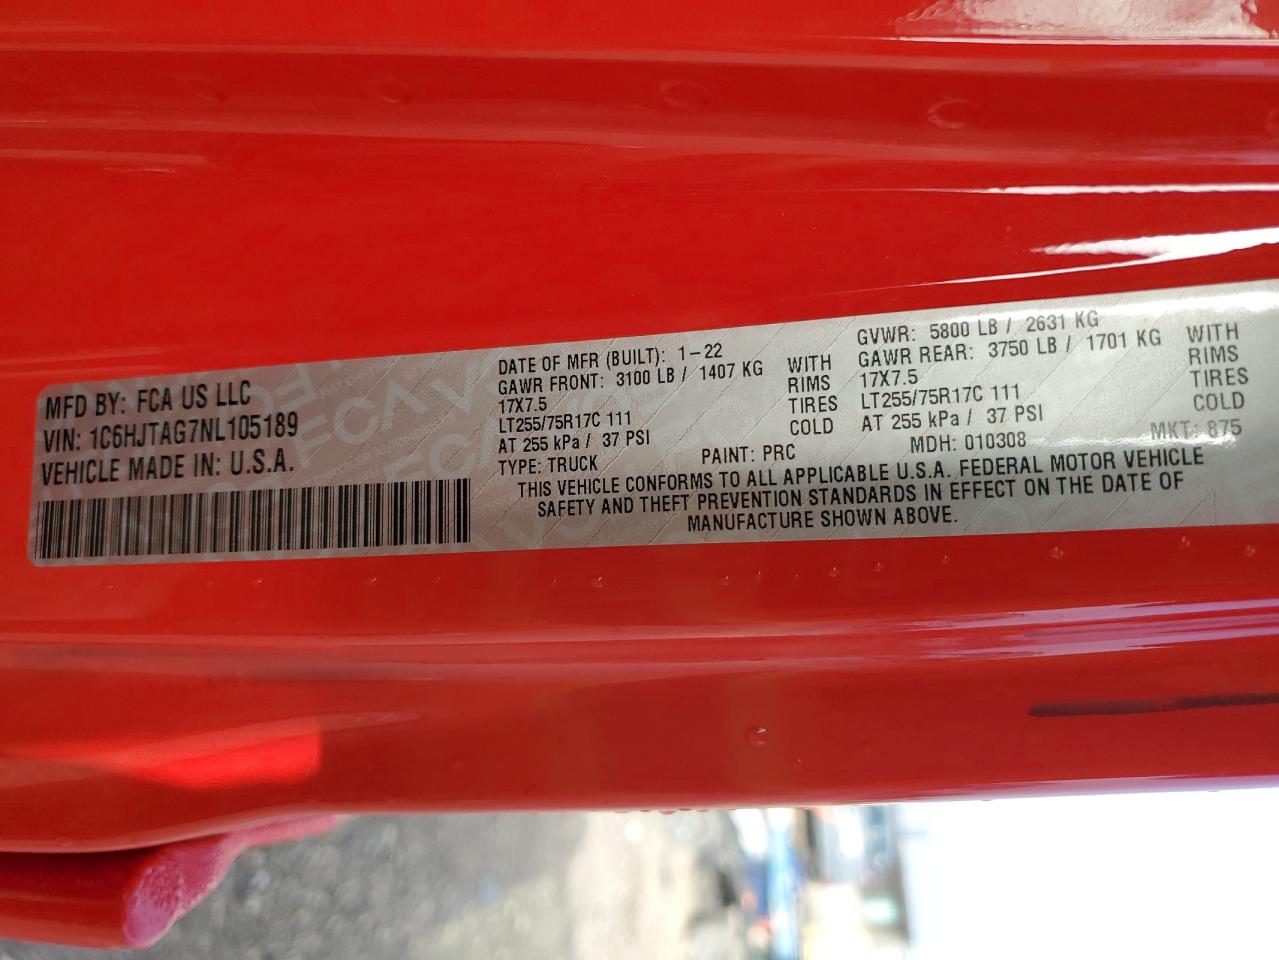 MFD BY: FCA US LLC
VIN: 1C6HJTAG7NL105189
VEHICLE MADE IN: U.S.A.
DATE OF MFR (BUILT): 1-22
GAWR FRONT: 3100 LB / 1407 KG WITH
17X7.5 RIMS
LT255/75R17C 111 TIRES
AT 255 kPa / 37 PSI COLD
TYPE: TRUCK PAINT: PRC
GVWR: 5800 LB / 2631 KG
GAWR REAR: 3750 LB / 1701 KG WITH
17X7.5 RIMS
LT255/75R17C 111 TIRES
AT 255 kPa / 37 PSI COLD
MDH: 010308 MKT: 875
THIS VEHICLE CONFORMS TO ALL APPLICABLE U.S.A. FEDERAL MOTOR VEHICLE
SAFETY AND THEFT PREVENTION STANDARDS IN EFFECT ON THE DATE OF
MANUFACTURE SHOWN ABOVE.